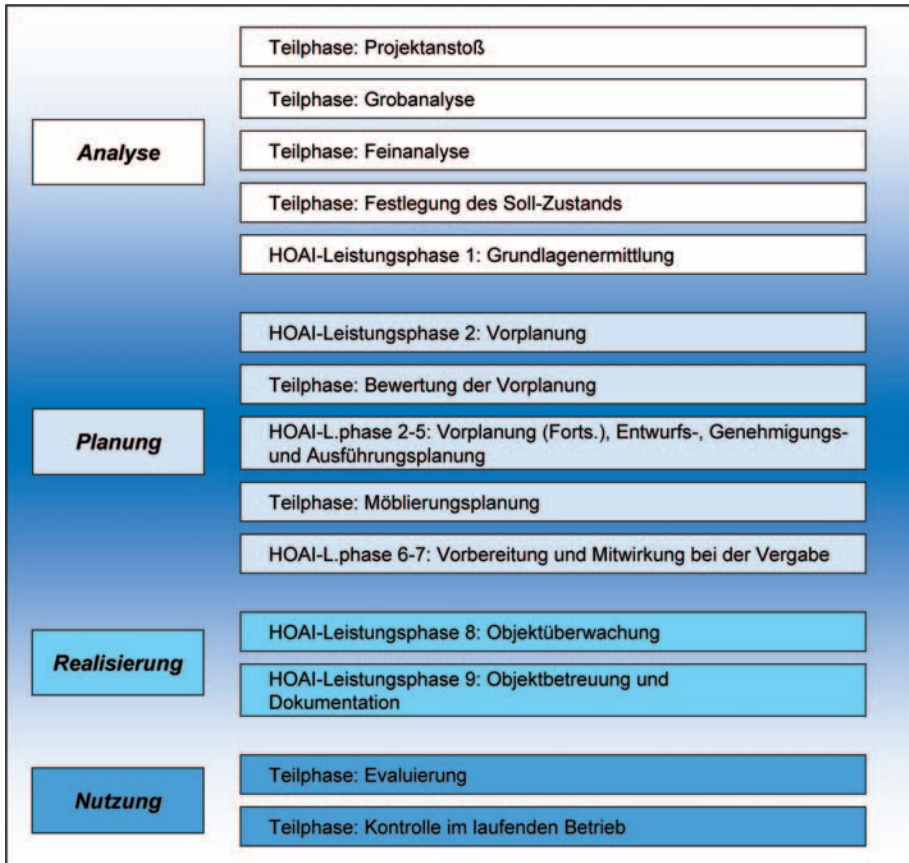 Analyse
Teilphase: Projektanstoß
Teilphase: Grobanalyse
Teilphase: Feinanalyse
Teilphase: Festlegung des Soll-Zustands
HOAI-Leistungsphase 1: Grundlagenermittlung
Planung
HOAI-Leistungsphase 2: Vorplanung
Teilphase: Bewertung der Vorplanung
HOAI-L.phase 2-5: Vorplanung (Forts.), Entwurfs-, Genehmigungs-
und Ausführungsplanung
Teilphase: Möblierungsplanung
HOAI-L.phase 6-7: Vorbereitung und Mitwirkung bei der Vergabe
Realisierung
HOAI-Leistungsphase 8: Objektüberwachung
HOAI-Leistungsphase 9: Objektbetreuung und
Dokumentation
Nutzung
Teilphase: Evaluierung
Teilphase: Kontrolle im laufenden Betrieb